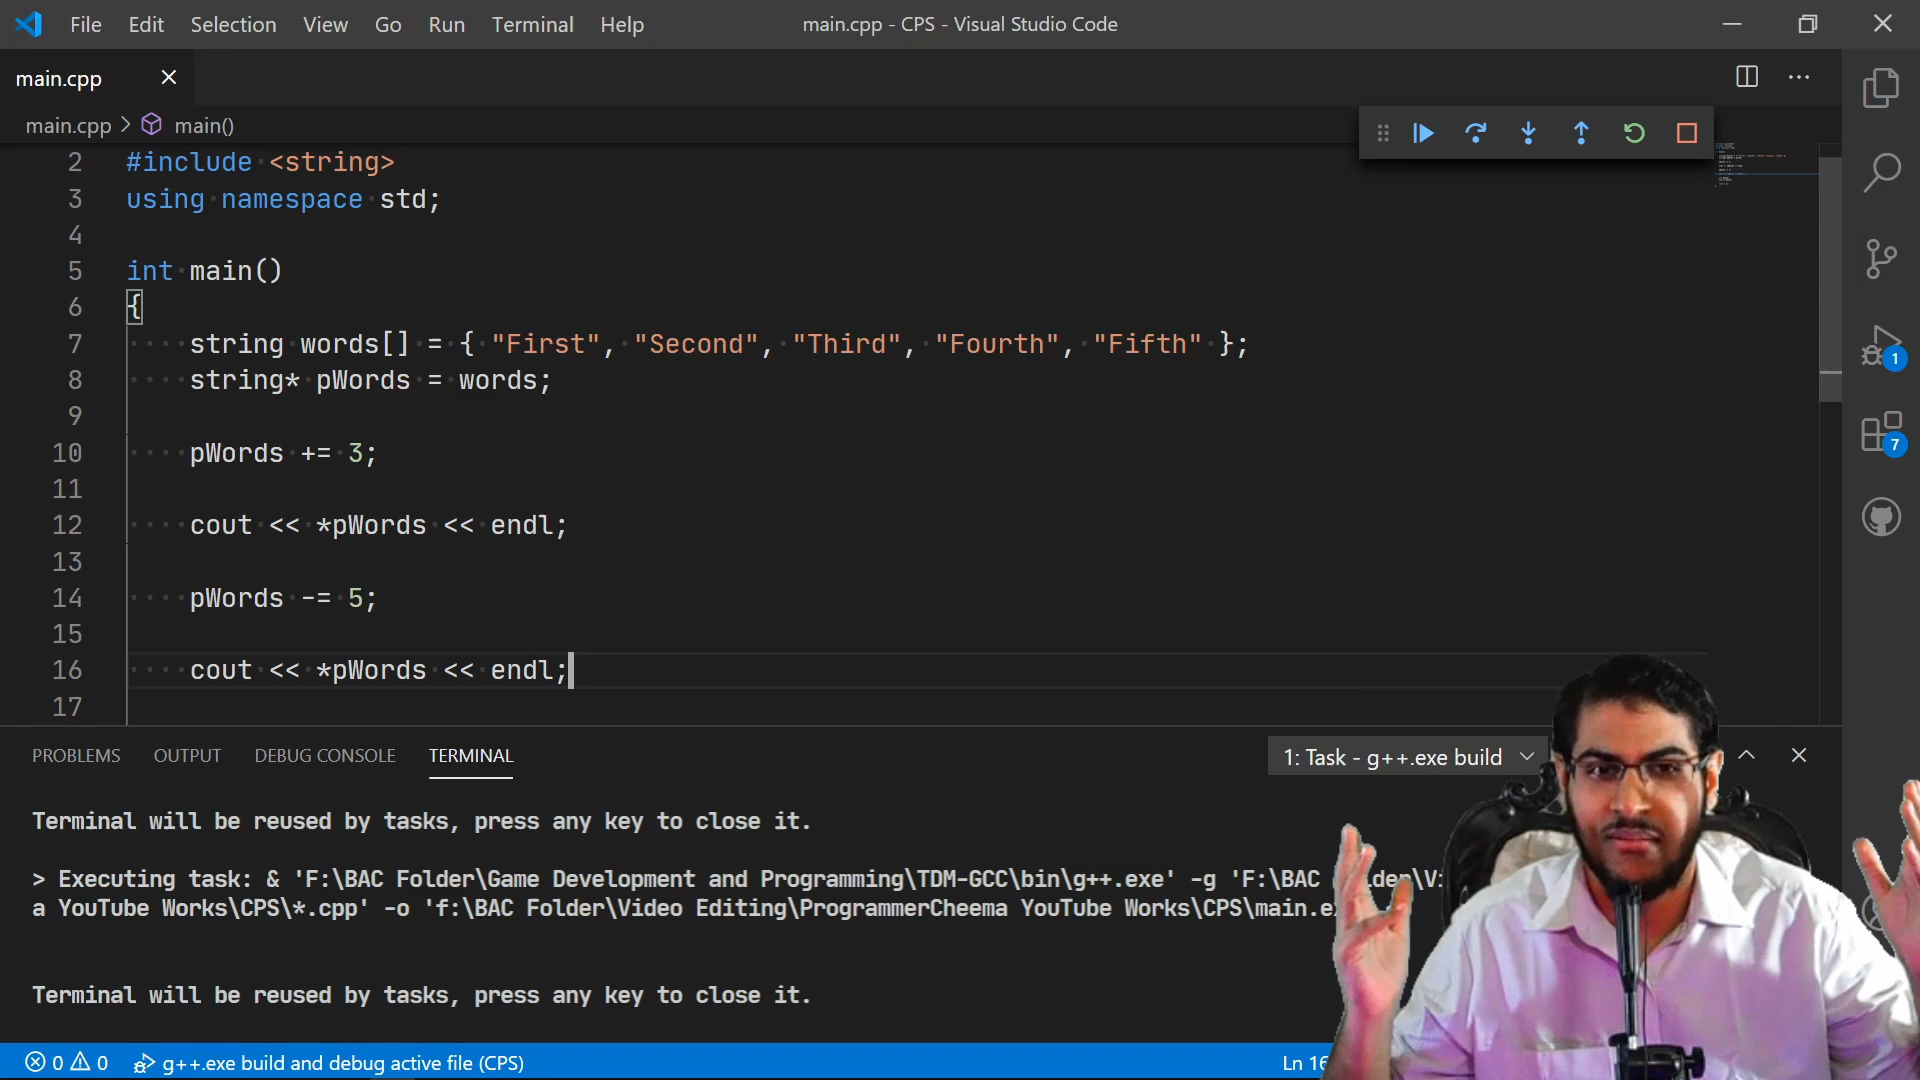 File Edit Selection View Go Run Terminal Help main.cpp - CPS - Visual Studio Code
main.cpp
main.cpp > main()
2 #include <string>
3 using namespace std;
4
5 int main()
6 {
7 string words[] = { "First", "Second", "Third", "Fourth", "Fifth" };
8 string* pWords = words;
9
10 pWords += 3;
11
12 cout << *pWords << endl;
13
14 pWords -= 5;
15
16 cout << *pWords << endl;
17
1
7
PROBLEMS OUTPUT DEBUG CONSOLE TERMINAL 1: Task - g++.exe build
Terminal will be reused by tasks, press any key to close it.
> Executing task: & 'F:\BAC Folder\Game Development and Programming\TDM-GCC\bin\g++.exe' -g 'F:\BAC
a YouTube Works\CPS\*.cpp' -o 'f:\BAC Folder\Video Editing\ProgrammerCheema YouTube Works\CPS\main.e
Terminal will be reused by tasks, press any key to close it.
0 0 g++.exe build and debug active file (CPS) Ln 16